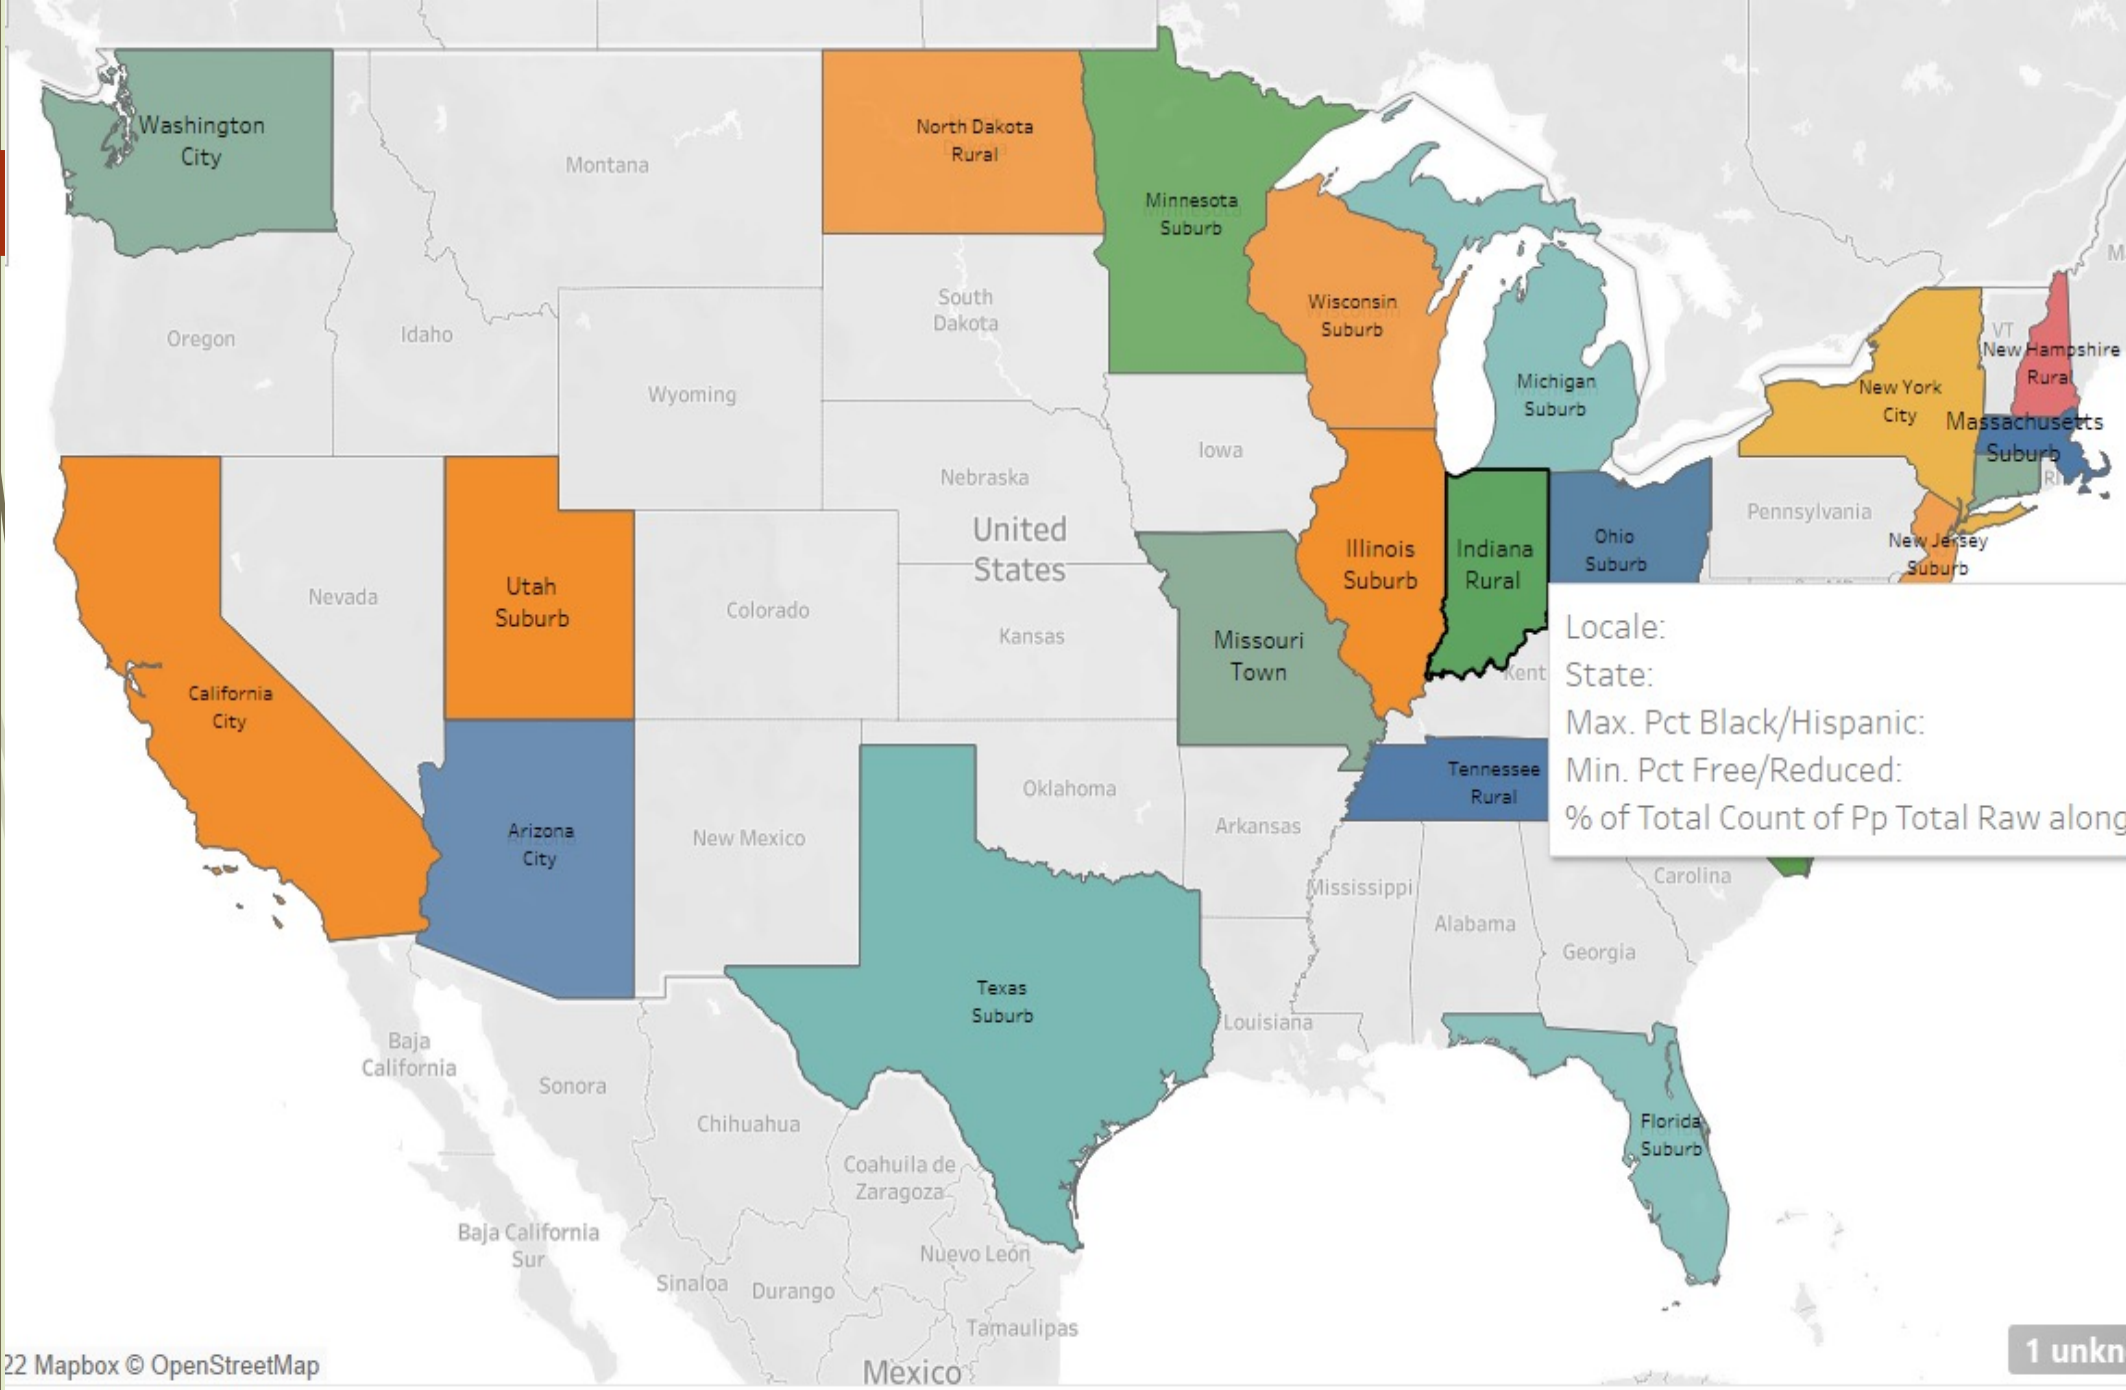 Washington
City
Montana
North Dakota
Rural
Minnesota
Suburb
Oregon
Idaho
South
Dakota
Wyoming
Wisconsin
Suburb
Michigan
Suburb
VT
New Hampshire
Rural
New York
City
Massachusetts
Suburb
RI
Iowa
Nebraska
Pennsylvania
United
States
New Jersey
Suburb
Nevada
Utah
Suburb
Colorado
Kansas
Illinois
Suburb
Indiana
Rural
Ohio
Suburb
Missouri
Town
Kent
California
City
Locale:
State:
Max. Pct Black/Hispanic:
Min. Pct Free/Reduced:
% of Total Count of Pp Total Raw along
Arizona
City
New Mexico
Oklahoma
Arkansas
Tennessee
Rural
Mississippi
Alabama
Georgia
Carolina
Texas
Suburb
Louisiana
Florida
Suburb
Baja
California
Sonora
Chihuahua
Coahuila de
Zaragoza
Baja California
Sur
Nuevo León
Sinaloa
Durango
Tamaulipas
Mexico
22 Mapbox © OpenStreetMap
1 unkn